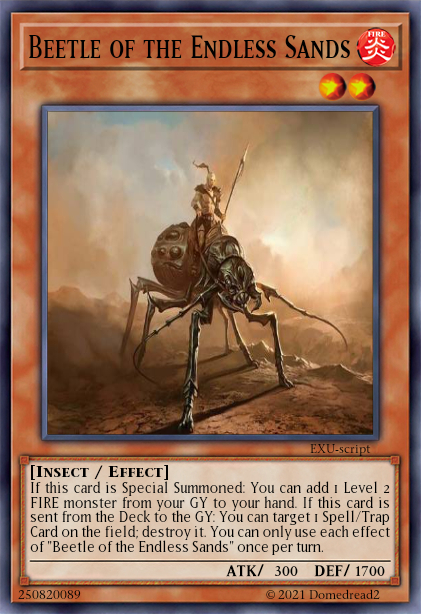 Beetle of the Endless Sands
FIRE
炎
EXU-script
[Insect / Effect]
If this card is Special Summoned: You can add 1 Level 2
FIRE monster from your GY to your hand. If this card is
sent from the Deck to the GY: You can target 1 Spell/Trap
Card on the field; destroy it. You can only use each effect
of "Beetle of the Endless Sands" once per turn.
ATK/ 300 DEF/ 1700
250820089 © 2021 Domedread2